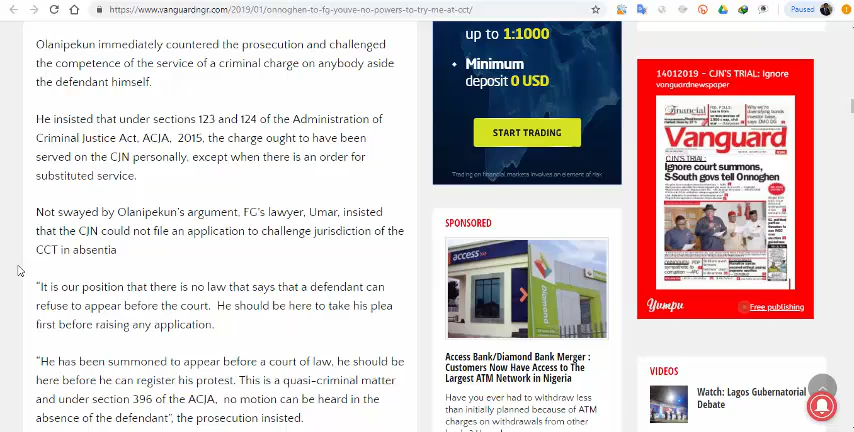 https://www.vanguardngr.com/2019/01/onnoghen-to-fg-youve-no-powers-to-try-me-at-cct/
Paused
Olanipekun immediately countered the prosecution and challenged
the competence of the service of a criminal charge on anybody aside
the defendant himself.
He insisted that under sections 123 and 124 of the Administration of
Criminal Justice Act, ACJA, 2015, the charge ought to have been
served on the CJN personally, except when there is an order for
substituted service.
Not swayed by Olanipekun's argument, FG's lawyer, Umar, insisted
that the CJN could not file an application to challenge jurisdiction of the
CCT in absentia
“It is our position that there is no law that says that a defendant can
refuse to appear before the court. He should be here to take his plea
first before raising any application.
“He has been summoned to appear before a court of law, he should be
here before he can register his protest. This is a quasi-criminal matter
and under section 396 of the ACJA, no motion can be heard in the
absence of the defendant”, the prosecution insisted.
up to 1:1000
Minimum
deposit 0 USD
START TRADING
Trading on financial markets involves an element of risk
SPONSORED
access
diamond
Access Bank/Diamond Bank Merger :
Customers Now Have Access to The
Largest ATM Network in Nigeria
Have you ever had to withdraw less
than initially planned because of ATM
charges on withdrawals from other
14012019 - CJN'S TRIAL: Ignore
vanguardnewspaper
Financial
Vanguard
CJN'S TRIAL:
Ignore court summons,
S-South govs tell Onnoghen
Yumpu
Free publishing
VIDEOS
Watch: Lagos Gubernatorial
Debate